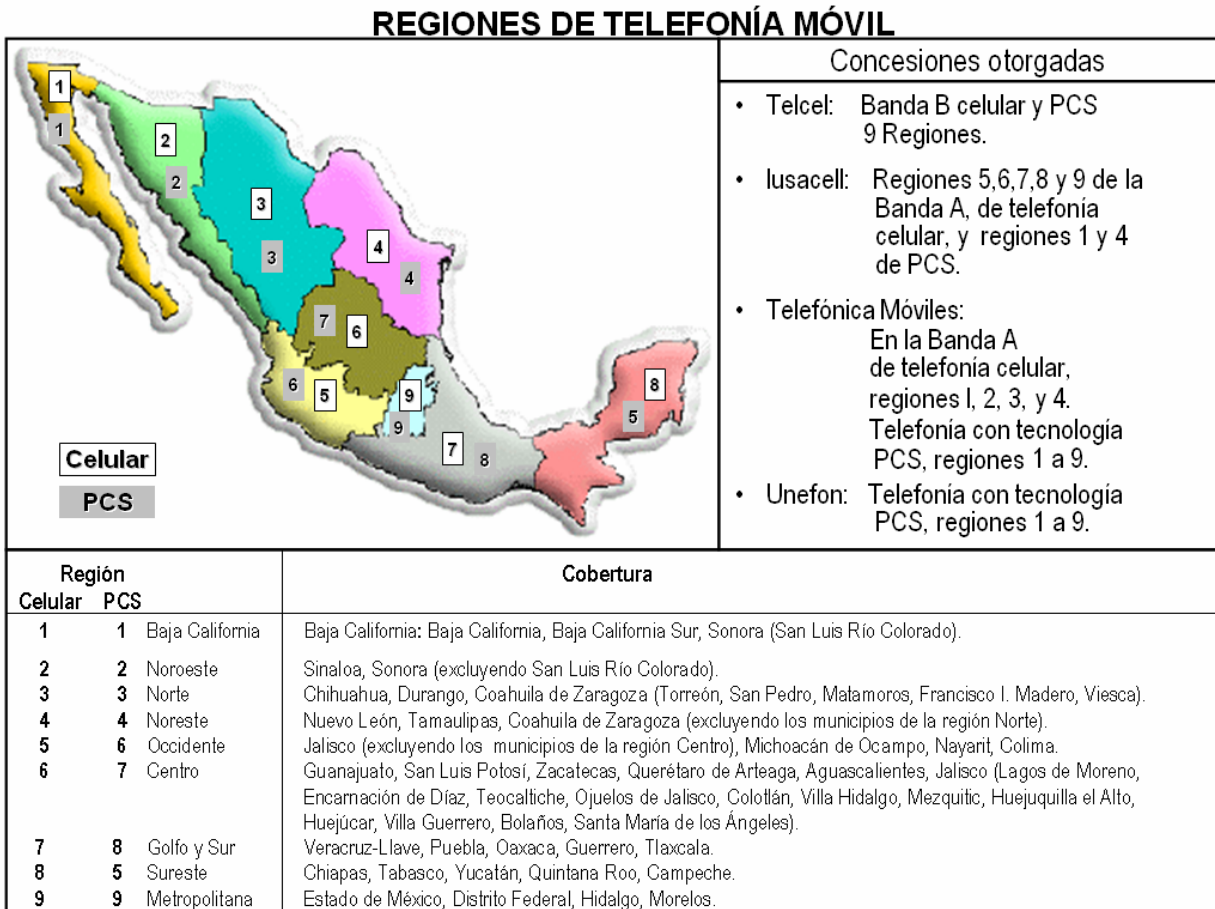 REGIONES DE TELEFONÍA MÓVIL
1
1
2
2
3
3
4
4
7
6
6
5
9
9
8
5
7
8
Celular
PCS
Concesiones otorgadas
• Telcel: Banda B celular y PCS
9 Regiones.
• Iusacell: Regiones 5,6,7,8 y 9 de la
Banda A, de telefonía
celular, y regiones 1 y 4
de PCS.
• Telefónica Móviles:
En la Banda A
de telefonía celular,
regiones I, 2, 3, y 4.
Telefonía con tecnología
PCS, regiones 1 a 9.
• Unefon: Telefonía con tecnología
PCS, regiones 1 a 9.
Región Cobertura
Celular PCS
1 1 Baja California Baja California: Baja California, Baja California Sur, Sonora (San Luis Río Colorado).
2 2 Noroeste Sinaloa, Sonora (excluyendo San Luis Río Colorado).
3 3 Norte Chihuahua, Durango, Coahuila de Zaragoza (Torreón, San Pedro, Matamoros, Francisco I. Madero, Viesca).
4 4 Noreste Nuevo León, Tamaulipas, Coahuila de Zaragoza (excluyendo los municipios de la región Norte).
5 6 Occidente Jalisco (excluyendo los municipios de la región Centro), Michoacán de Ocampo, Nayarit, Colima.
6 7 Centro Guanajuato, San Luis Potosí, Zacatecas, Querétaro de Arteaga, Aguascalientes, Jalisco (Lagos de Moreno,
Encarnación de Díaz, Teocaltiche, Ojuelos de Jalisco, Colotlán, Villa Hidalgo, Mezquitic, Huejuquilla el Alto,
Huejúcar, Villa Guerrero, Bolaños, Santa María de los Ángeles).
7 8 Golfo y Sur Veracruz-Llave, Puebla, Oaxaca, Guerrero, Tlaxcala.
8 5 Sureste Chiapas, Tabasco, Yucatán, Quintana Roo, Campeche.
9 9 Metropolitana Estado de México, Distrito Federal, Hidalgo, Morelos.